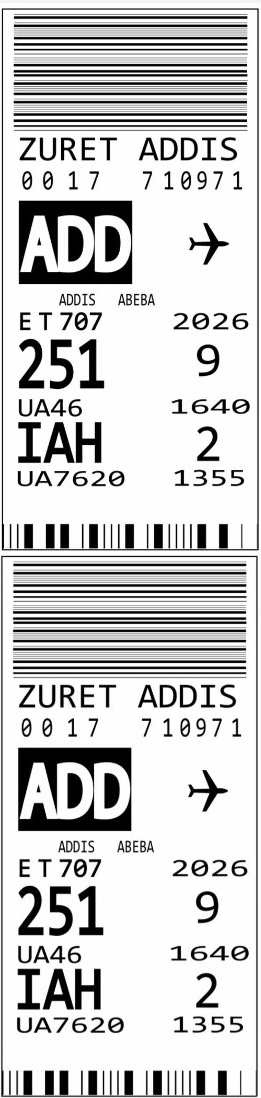 ZURET ADDIS
0017 710971
ADD
ADDIS ABEBA
ET707 2026
251 9
UA46 1640
IAH 2
UA7620 1355
ZURET ADDIS
0017 710971
ADD
ADDIS ABEBA
ET707 2026
251 9
UA46 1640
IAH 2
UA7620 1355